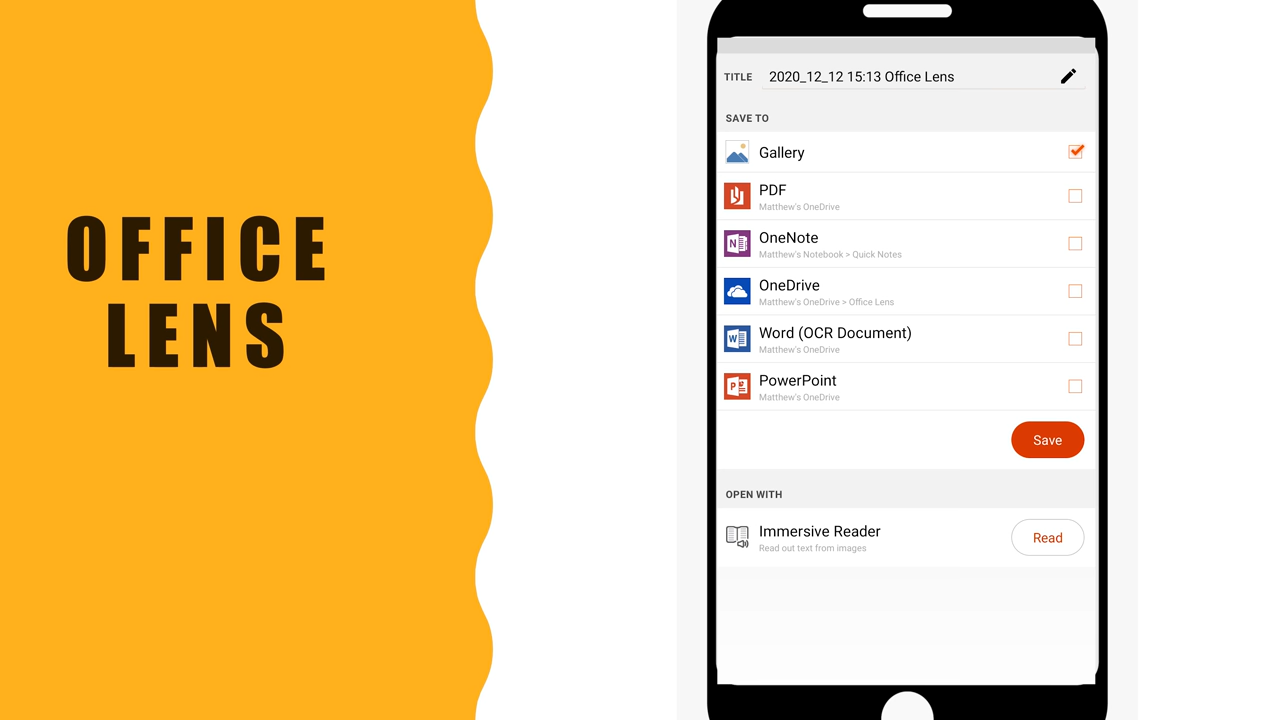 OFFICE
LENS
TITLE 2020_12_12 15:13 Office Lens
SAVE TO
Gallery
PDF
Matthew's OneDrive
OneNote
Matthew's Notebook > Quick Notes
OneDrive
Matthew's OneDrive > Office Lens
Word (OCR Document)
Matthew's OneDrive
PowerPoint
Matthew's OneDrive
Save
OPEN WITH
Immersive Reader
Read out text from images
Read